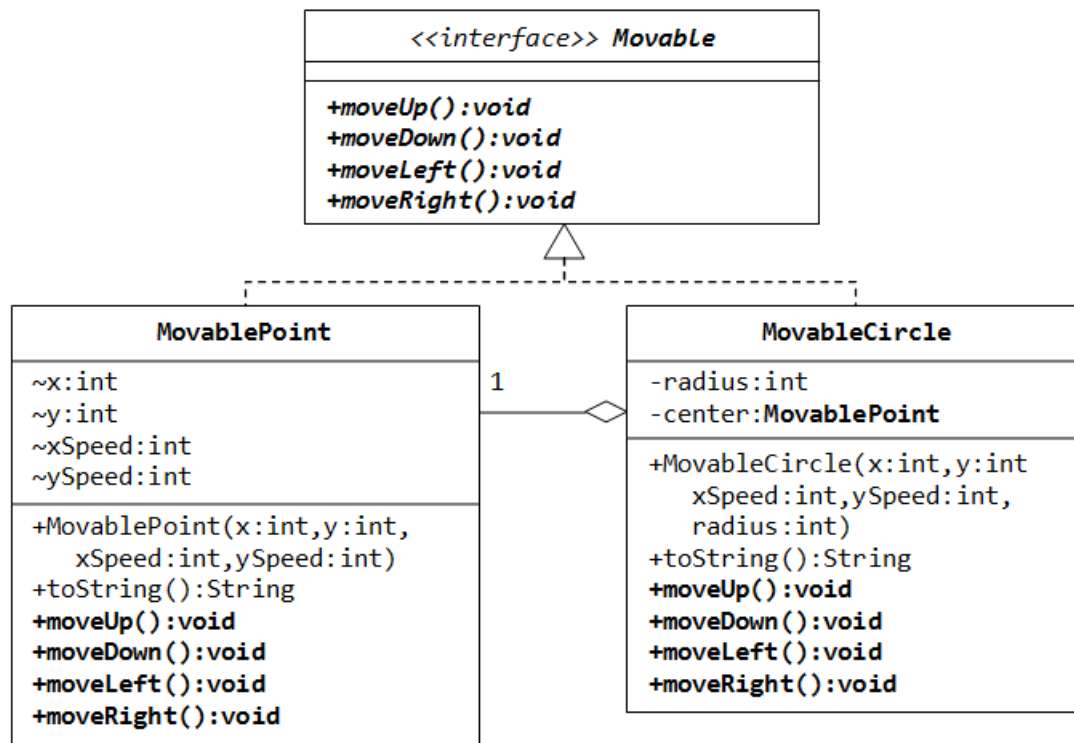 <<interface>> Movable
+moveUp():void
+moveDown():void
+moveLeft():void
+moveRight():void
MovablePoint
~x:int
~y:int
~xSpeed:int
~ySpeed:int
+MovablePoint(x:int,y:int,
xSpeed:int,ySpeed:int)
+toString():String
+moveUp():void
+moveDown():void
+moveLeft():void
+moveRight():void
1
MovableCircle
-radius:int
-center:MovablePoint
+MovableCircle(x:int,y:int
xSpeed:int,ySpeed:int,
radius:int)
+toString():String
+moveUp():void
+moveDown():void
+moveLeft():void
+moveRight():void